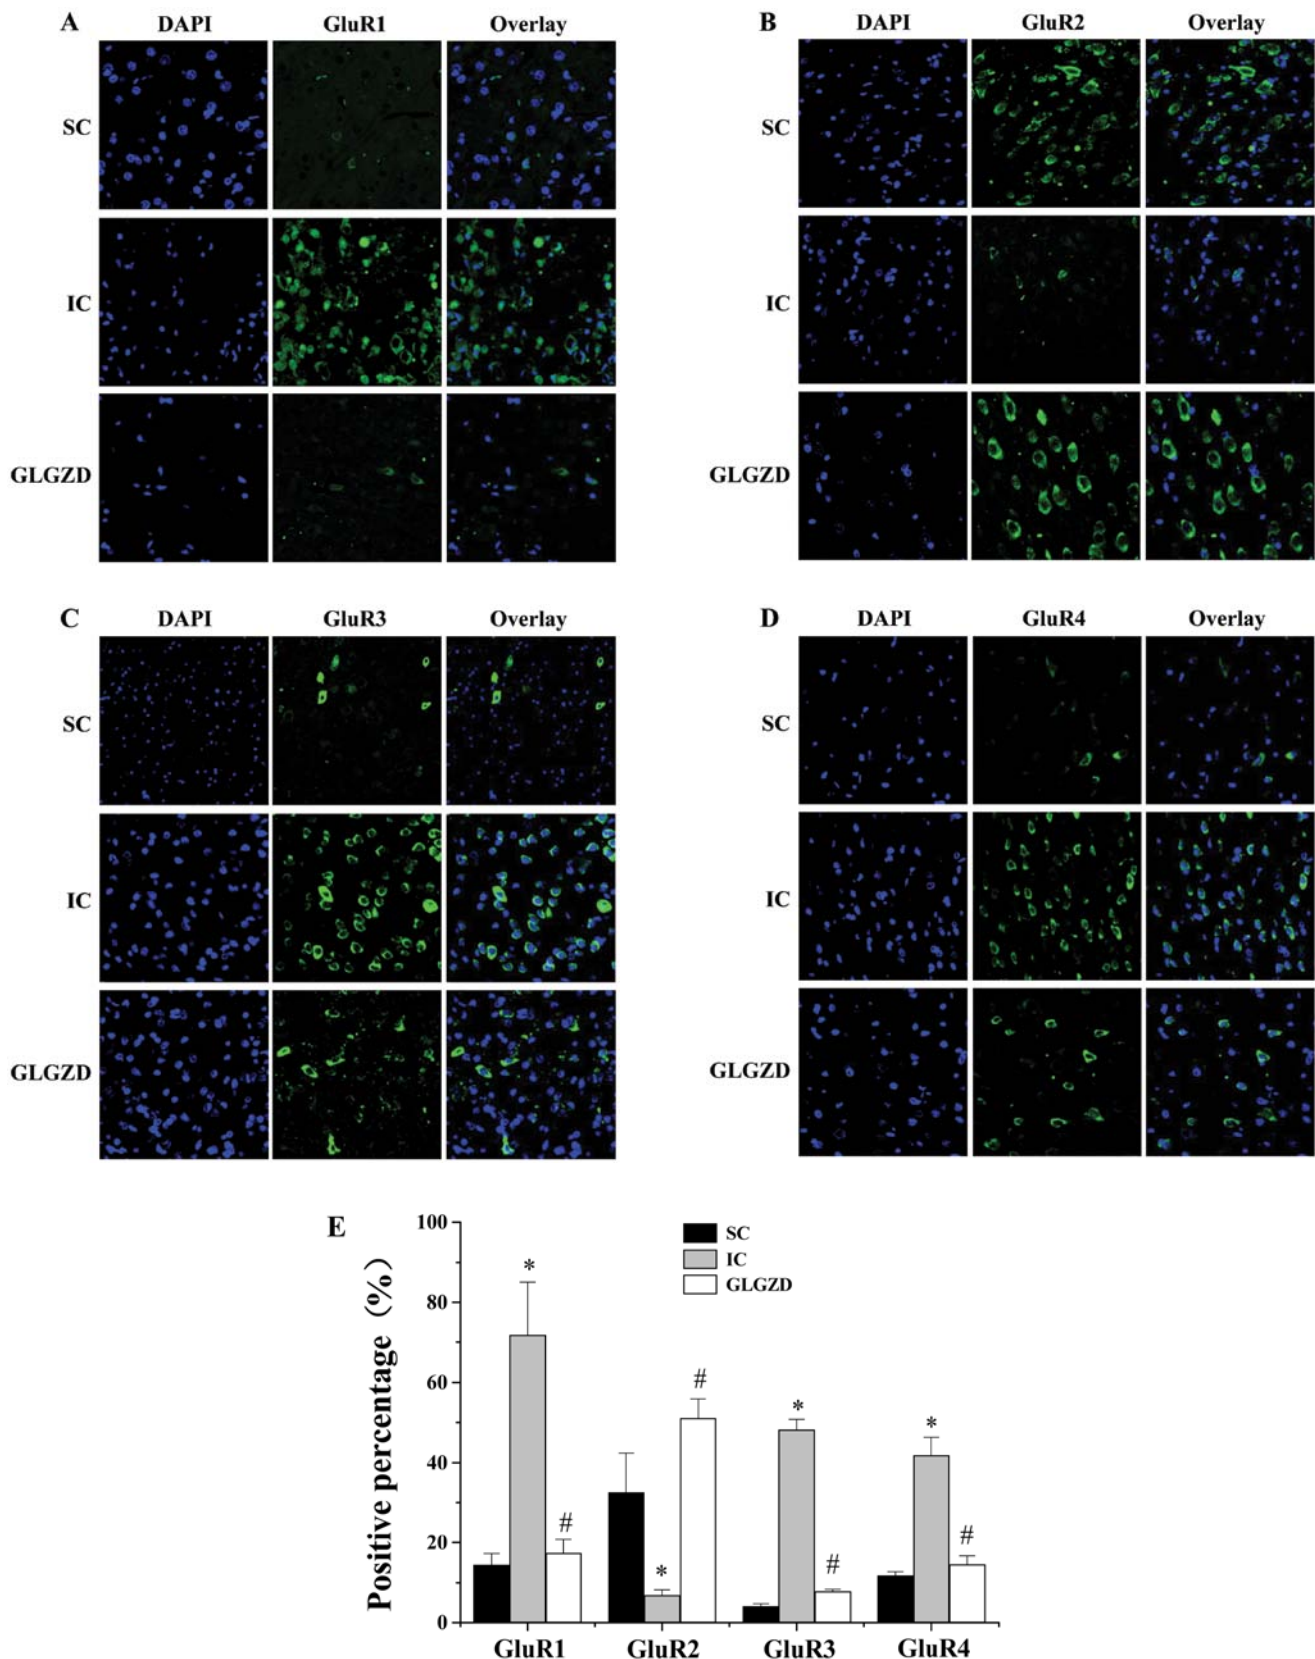 A DAPI GluR1 Overlay
SC
IC
GLGZD
B DAPI GluR2 Overlay
SC
IC
GLGZD
C DAPI GluR3 Overlay
SC
IC
GLGZD
D DAPI GluR4 Overlay
SC
IC
GLGZD
E
Positive percentage (%)
100
80
60
40
20
0
SC
IC
GLGZD
*
#
*
#
*
#
*
#
GluR1 GluR2 GluR3 GluR4